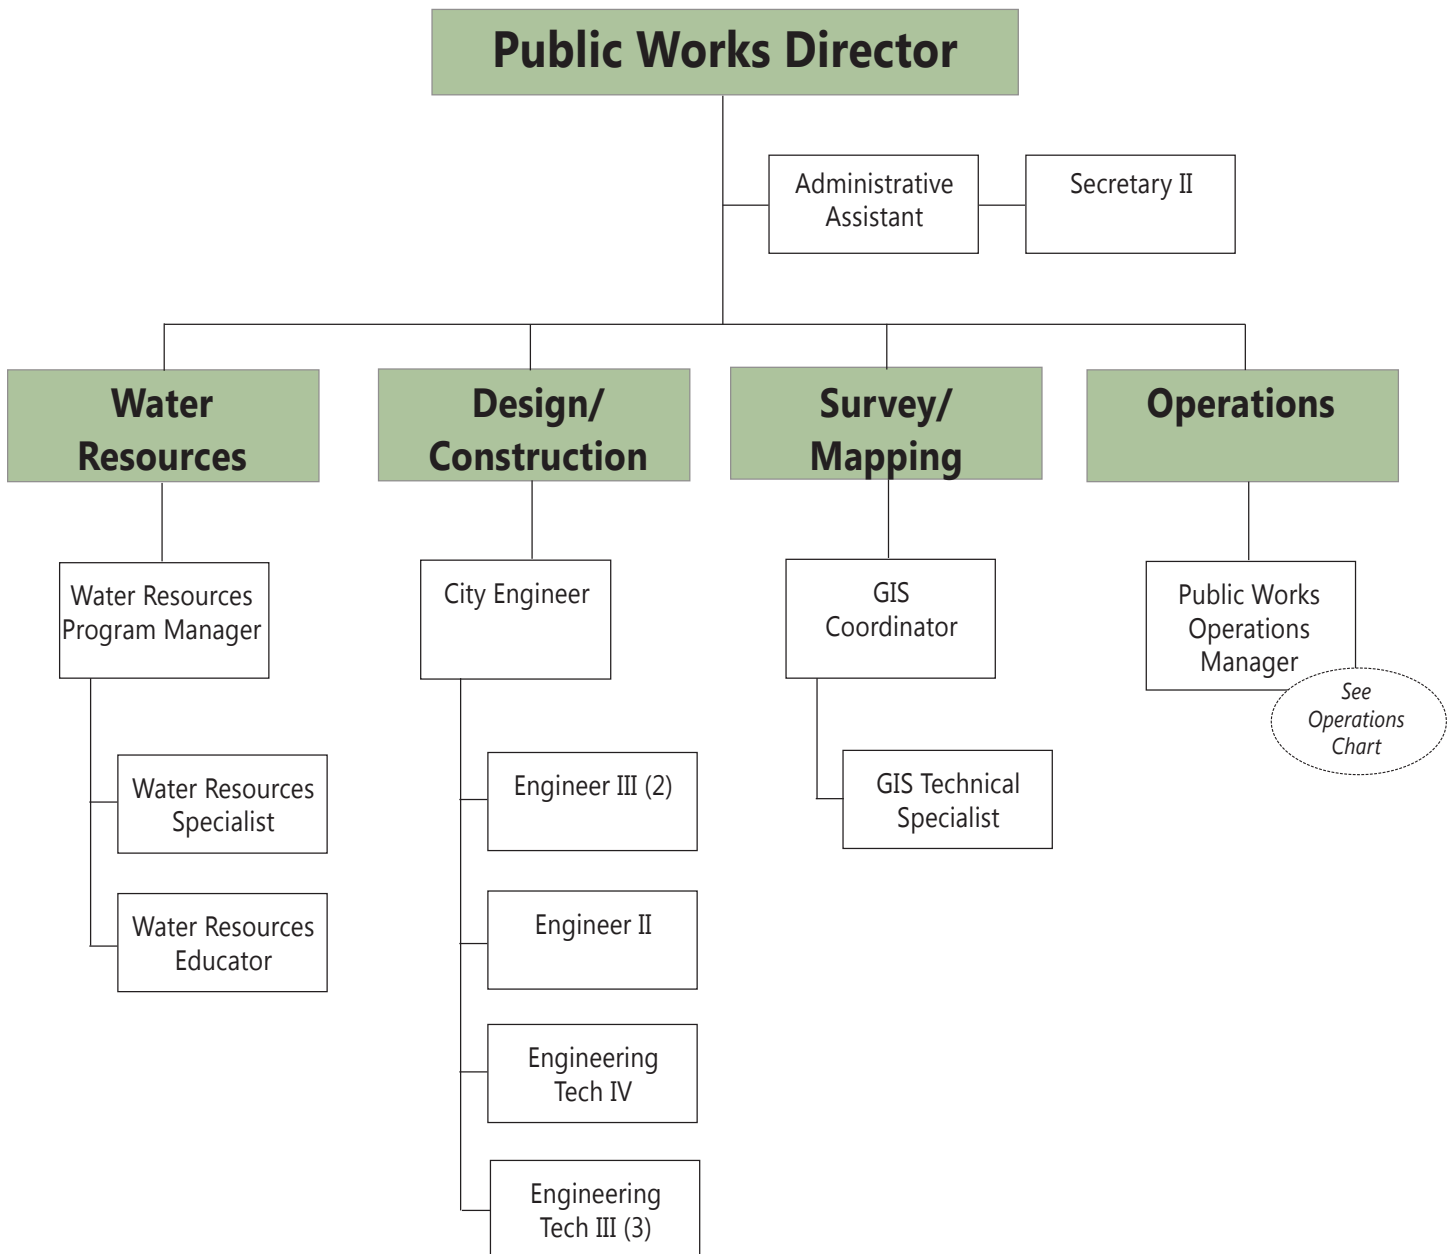 Public Works Director
Administrative
Assistant
Secretary II
Water
Resources
Design/
Construction
Survey/
Mapping
Operations
Water Resources
Program Manager
City Engineer
GIS
Coordinator
Public Works
Operations
Manager
See
Operations
Chart
Water Resources
Specialist
Engineer III (2)
GIS Technical
Specialist
Water Resources
Educator
Engineer II
Engineering
Tech IV
Engineering
Tech III (3)